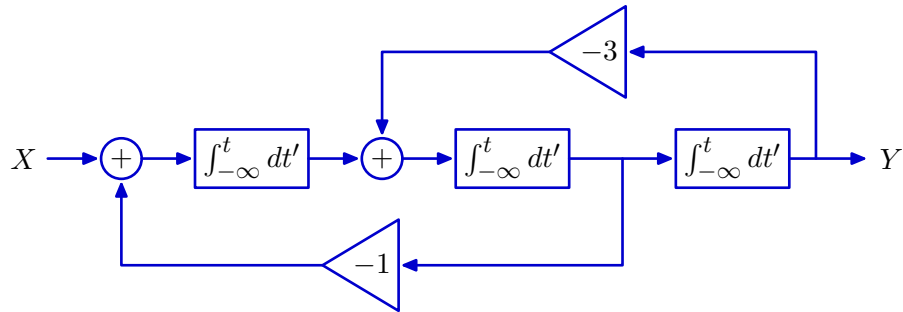 −3
X + ∫_{−∞}^{t} dt′ + ∫_{−∞}^{t} dt′ ∫_{−∞}^{t} dt′ Y
−1